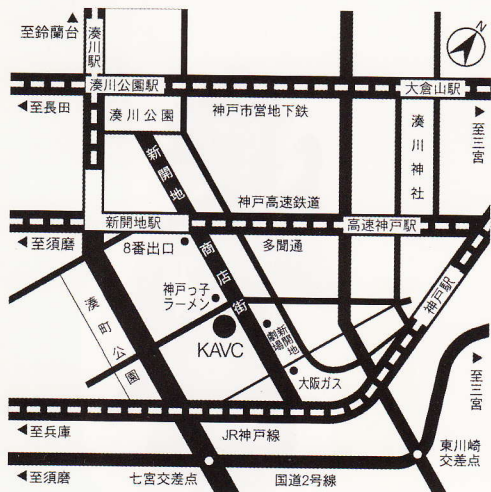 ▲
至鈴蘭台
湊川駅
N
湊川公園駅
大倉山駅
◀至長田
湊川公園
神戸市営地下鉄
▶至三宮
湊川神社
新開地商店街
神戸高速鉄道
新開地駅
高速神戸駅
◀至須磨
8番出口
多聞通
神戸駅
神戸っ子
ラーメン
湊町公園
新開地
劇場
KAVC
大阪ガス
▶至三宮
◀至兵庫
JR神戸線
東川崎
交差点
◀至須磨
七宮交差点
国道2号線